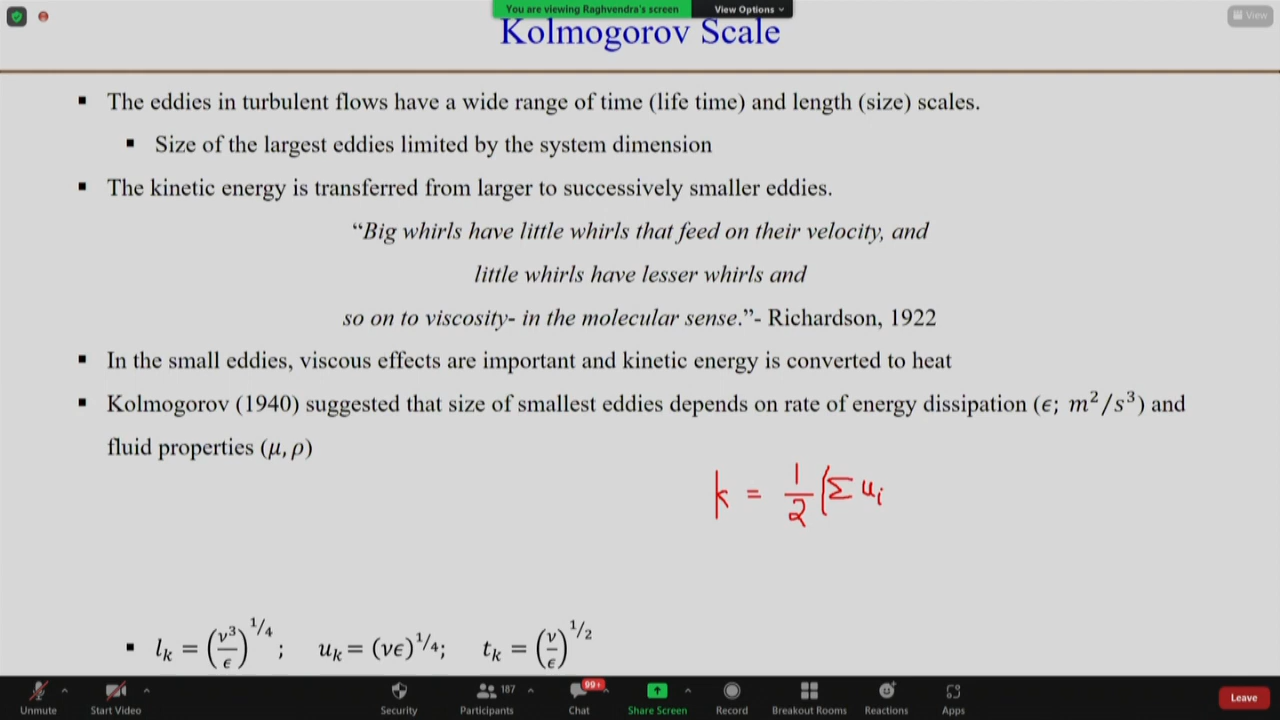 You are viewing Raghvendra's screen View Options
View
Kolmogorov Scale
▪ The eddies in turbulent flows have a wide range of time (life time) and length (size) scales.
▪ Size of the largest eddies limited by the system dimension
▪ The kinetic energy is transferred from larger to successively smaller eddies.
“Big whirls have little whirls that feed on their velocity, and
little whirls have lesser whirls and
so on to viscosity- in the molecular sense.”- Richardson, 1922
▪ In the small eddies, viscous effects are important and kinetic energy is converted to heat
▪ Kolmogorov (1940) suggested that size of smallest eddies depends on rate of energy dissipation (ϵ; m²/s³) and
fluid properties (μ, ρ)
k = 1/2 (Σ u_i
▪ l_k = (ν³/ϵ)^1/4 ; u_k = (νϵ)^1/4; t_k = (ν/ϵ)^1/2
187 99+
Unmute Start Video Security Participants Chat Share Screen Record Breakout Rooms Reactions Apps Leave